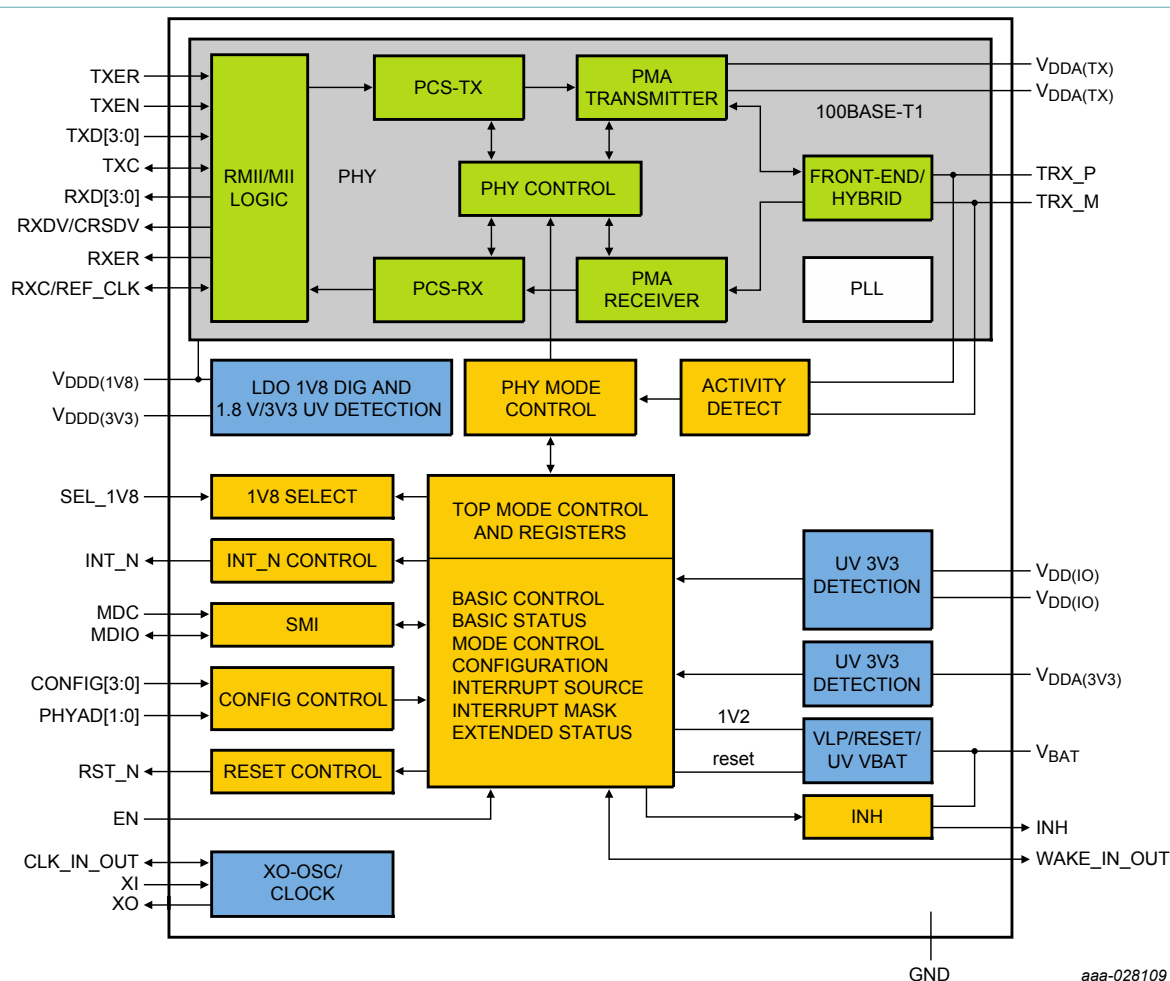 TXER
TXEN
TXD[3:0]
TXC
RXD[3:0]
RXDV/CRSDV
RXER
RXC/REF_CLK
RMII/MII
LOGIC
PHY
PCS-TX
PMA
TRANSMITTER
100BASE-T1
PHY CONTROL
FRONT-END/
HYBRID
PCS-RX
PMA
RECEIVER
PLL
VDDA(TX)
VDDA(TX)
TRX_P
TRX_M
VDDD(1V8)
VDDD(3V3)
LDO 1V8 DIG AND
1.8 V/3V3 UV DETECTION
PHY MODE
CONTROL
ACTIVITY
DETECT
SEL_1V8
1V8 SELECT
INT_N
INT_N CONTROL
MDC
MDIO
SMI
CONFIG[3:0]
PHYAD[1:0]
CONFIG CONTROL
RST_N
RESET CONTROL
EN
CLK_IN_OUT
XI
XO
XO-OSC/
CLOCK
TOP MODE CONTROL
AND REGISTERS
BASIC CONTROL
BASIC STATUS
MODE CONTROL
CONFIGURATION
INTERRUPT SOURCE
INTERRUPT MASK
EXTENDED STATUS
UV 3V3
DETECTION
VDD(IO)
VDD(IO)
UV 3V3
DETECTION
VDDA(3V3)
1V2
reset
VLP/RESET/
UV VBAT
VBAT
INH
INH
WAKE_IN_OUT
GND
aaa-028109